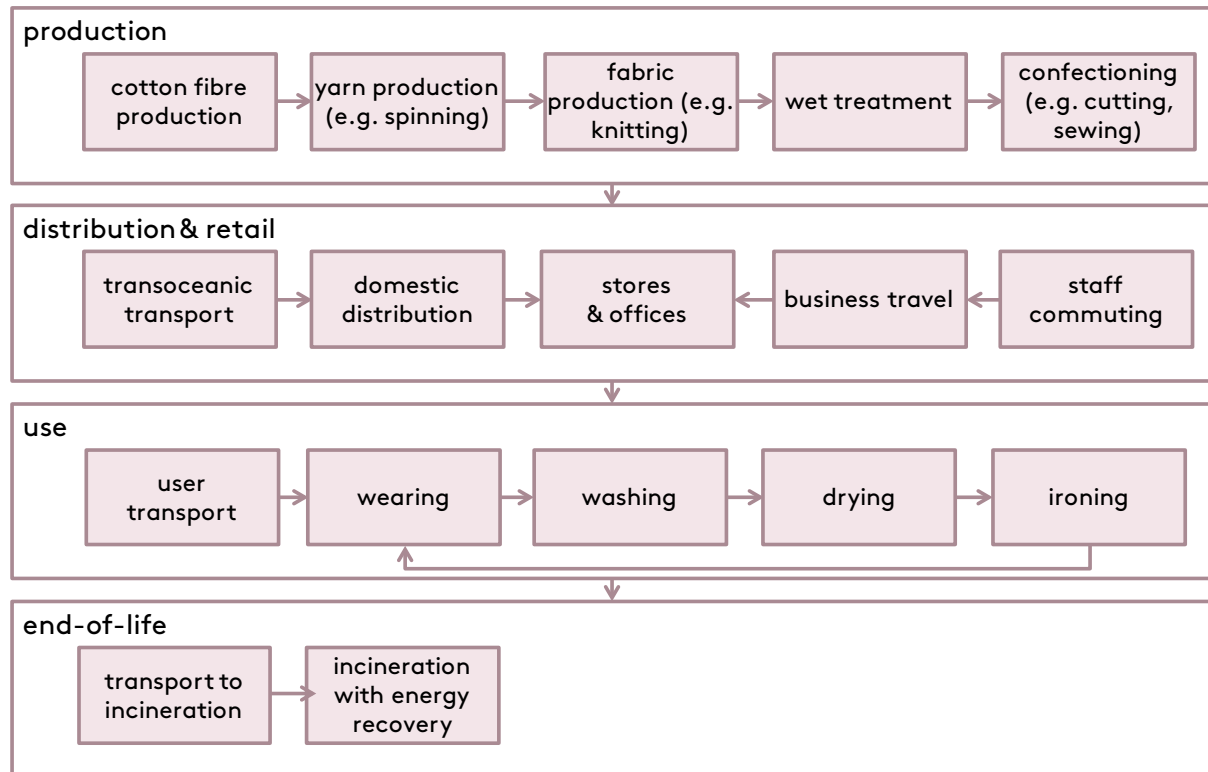 production
cotton fibre
production
yarn production
(e.g. spinning)
fabric
production (e.g.
knitting)
wet treatment
confectioning
(e.g. cutting,
sewing)
distribution & retail
transoceanic
transport
domestic
distribution
stores
& offices
business travel
staff
commuting
use
user
transport
wearing
washing
drying
ironing
end-of-life
transport to
incineration
incineration
with energy
recovery